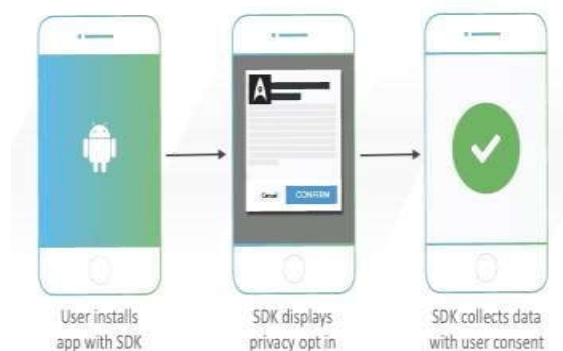 Cancel
CONFIRM
User installs
app with SDK
SDK displays
privacy opt in
SDK collects data
with user consent